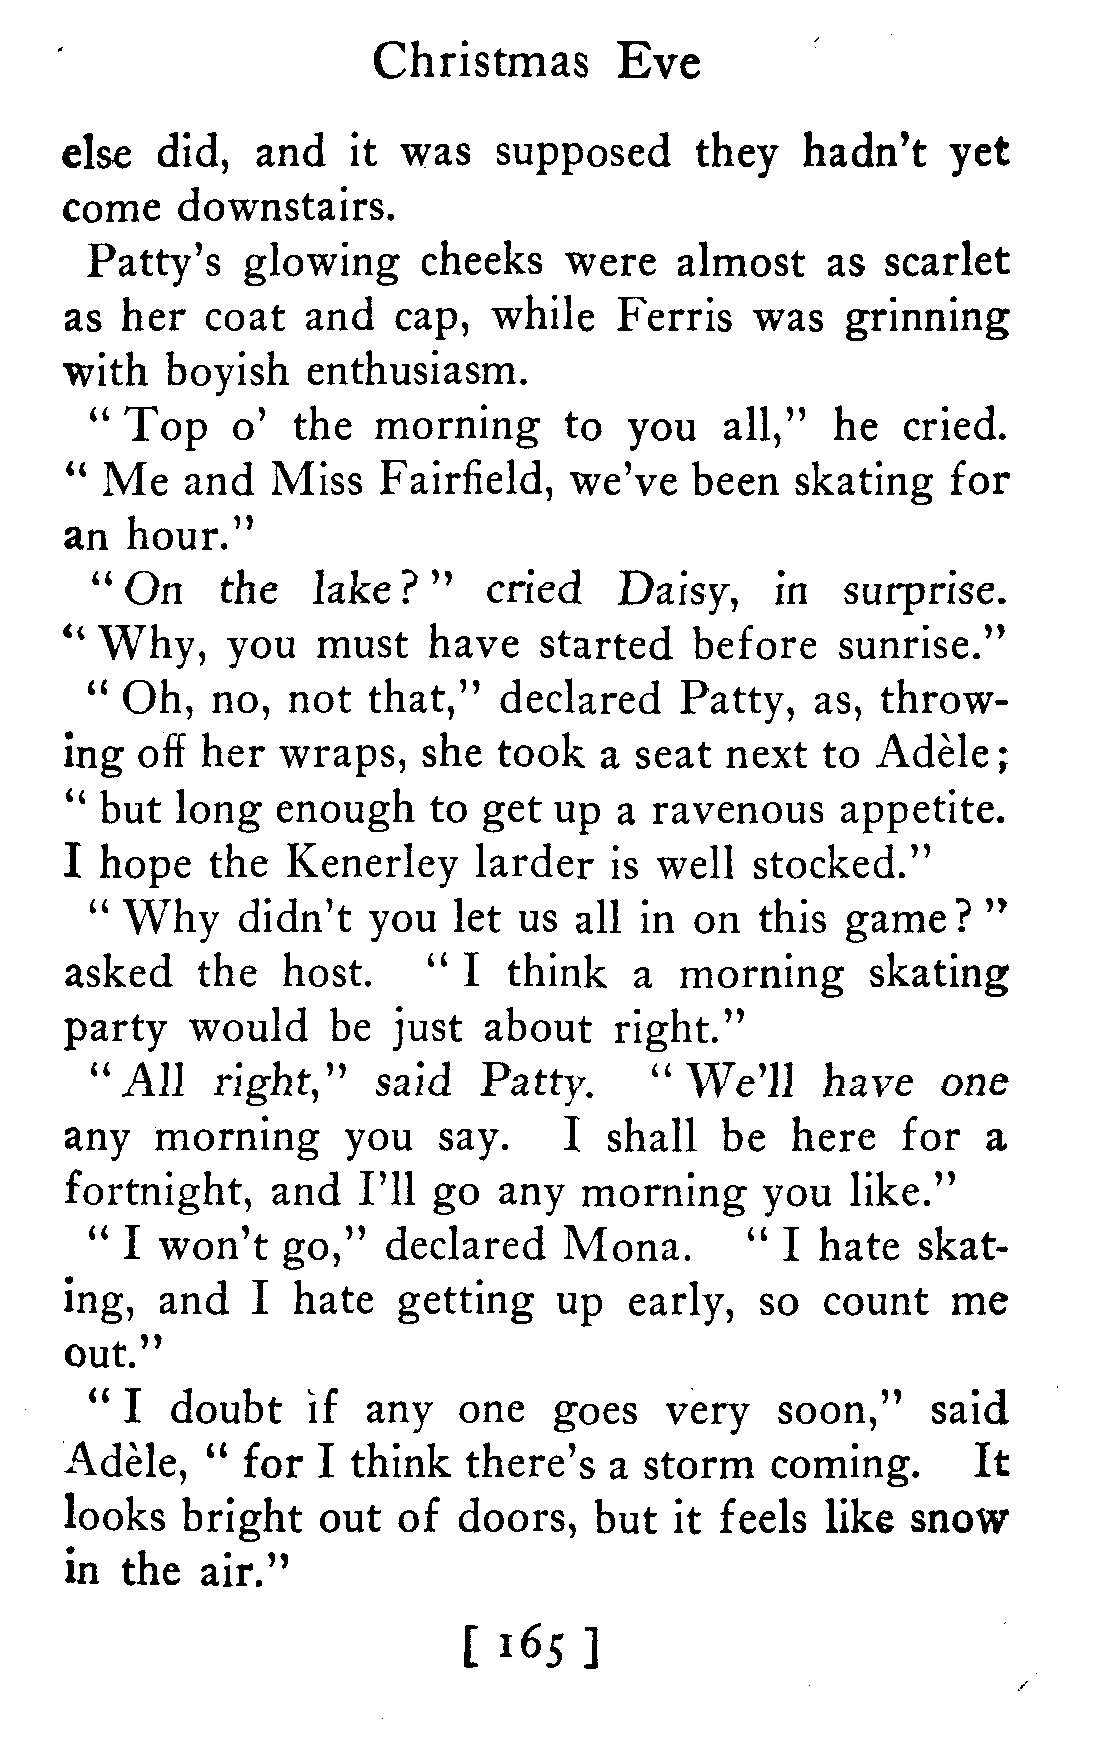 Christmas Eve
else did, and it was supposed they hadn't yet
come downstairs.
Patty's glowing cheeks were almost as scarlet
as her coat and cap, while Ferris was grinning
with boyish enthusiasm.
" Top o' the morning to you all," he cried.
" Me and Miss Fairfield, we've been skating for
an hour."
" On the lake? " cried Daisy, in surprise.
" Why, you must have started before sunrise."
" Oh, no, not that," declared Patty, as, throw-
ing off her wraps, she took a seat next to Adèle;
" but long enough to get up a ravenous appetite.
I hope the Kenerley larder is well stocked."
" Why didn't you let us all in on this game? "
asked the host. " I think a morning skating
party would be just about right."
" All right," said Patty. " We'll have one
any morning you say. I shall be here for a
fortnight, and I'll go any morning you like."
" I won't go," declared Mona. " I hate skat-
ing, and I hate getting up early, so count me
out."
" I doubt if any one goes very soon," said
Adèle, " for I think there's a storm coming. It
looks bright out of doors, but it feels like snow
in the air."
[ 165 ]